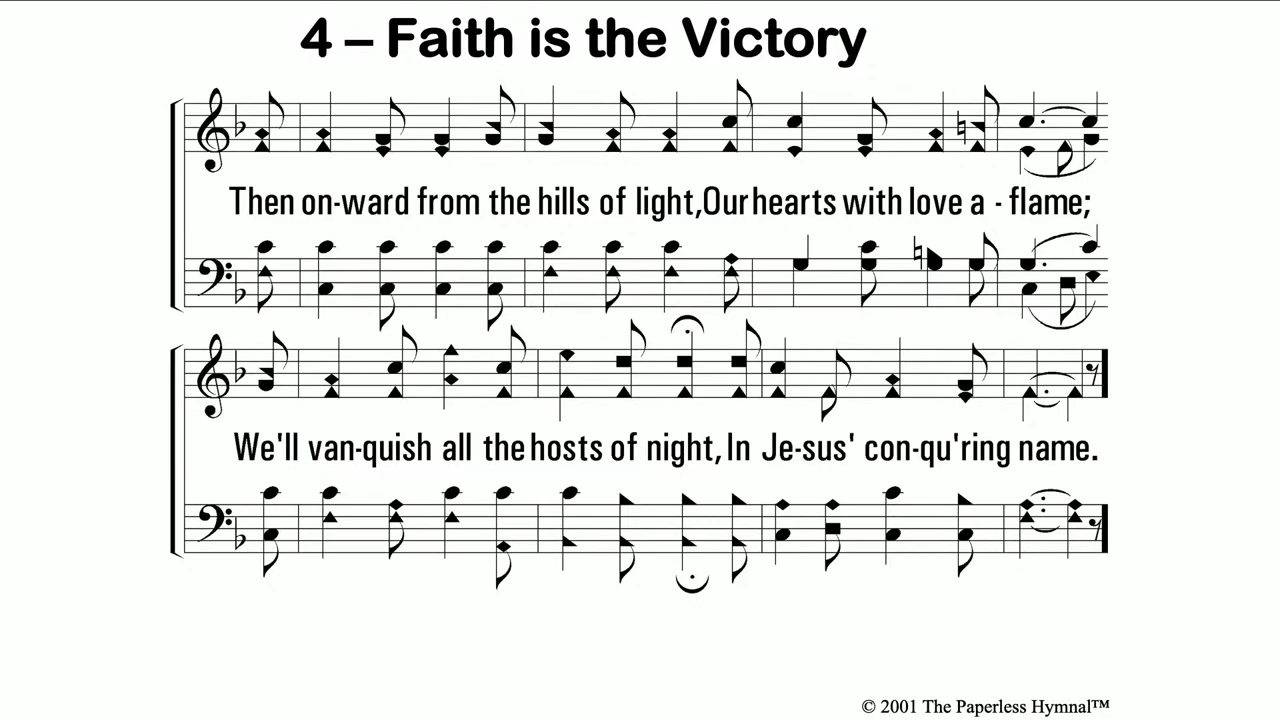 4 – Faith is the Victory
Then on-ward from the hills of light,Our hearts with love a - flame;
We'll van-quish all the hosts of night, In Je-sus' con-qu'ring name.
© 2001 The Paperless Hymnal™